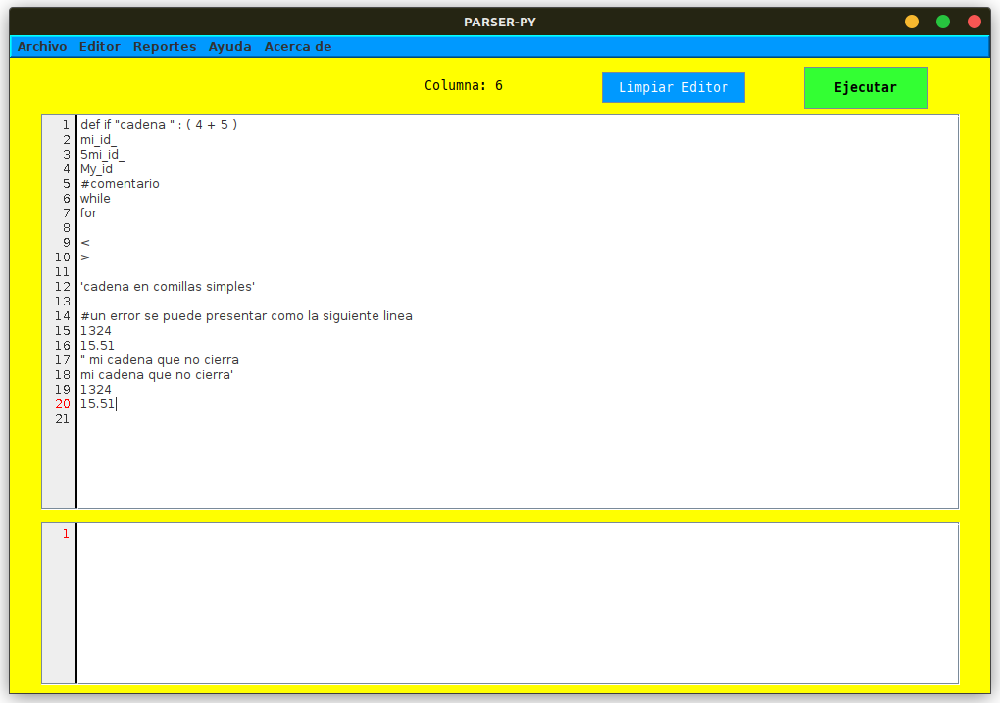 PARSER-PY
Archivo Editor Reportes Ayuda Acerca de
Columna: 6 Limpiar Editor Ejecutar
1 def if "cadena " : ( 4 + 5 )
2 mi_id_
3 5mi_id_
4 My_id
5 #comentario
6 while
7 for
8
9 <
10 >
11
12 'cadena en comillas simples'
13
14 #un error se puede presentar como la siguiente linea
15 1324
16 15.51
17 " mi cadena que no cierra
18 mi cadena que no cierra'
19 1324
20 15.51
21
1